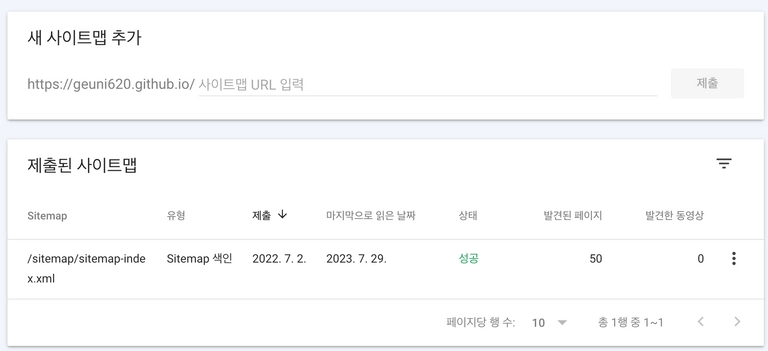 새 사이트맵 추가
https://geuni620.github.io/ 사이트맵 URL 입력 제출
제출된 사이트맵
Sitemap 유형 제출 ↓ 마지막으로 읽은 날짜 상태 발견된 페이지 발견한 동영상
/sitemap/sitemap-inde Sitemap 색인 2022. 7. 2. 2023. 7. 29. 성공 50 0
x.xml
페이지당 행 수: 10 총 1행 중 1~1